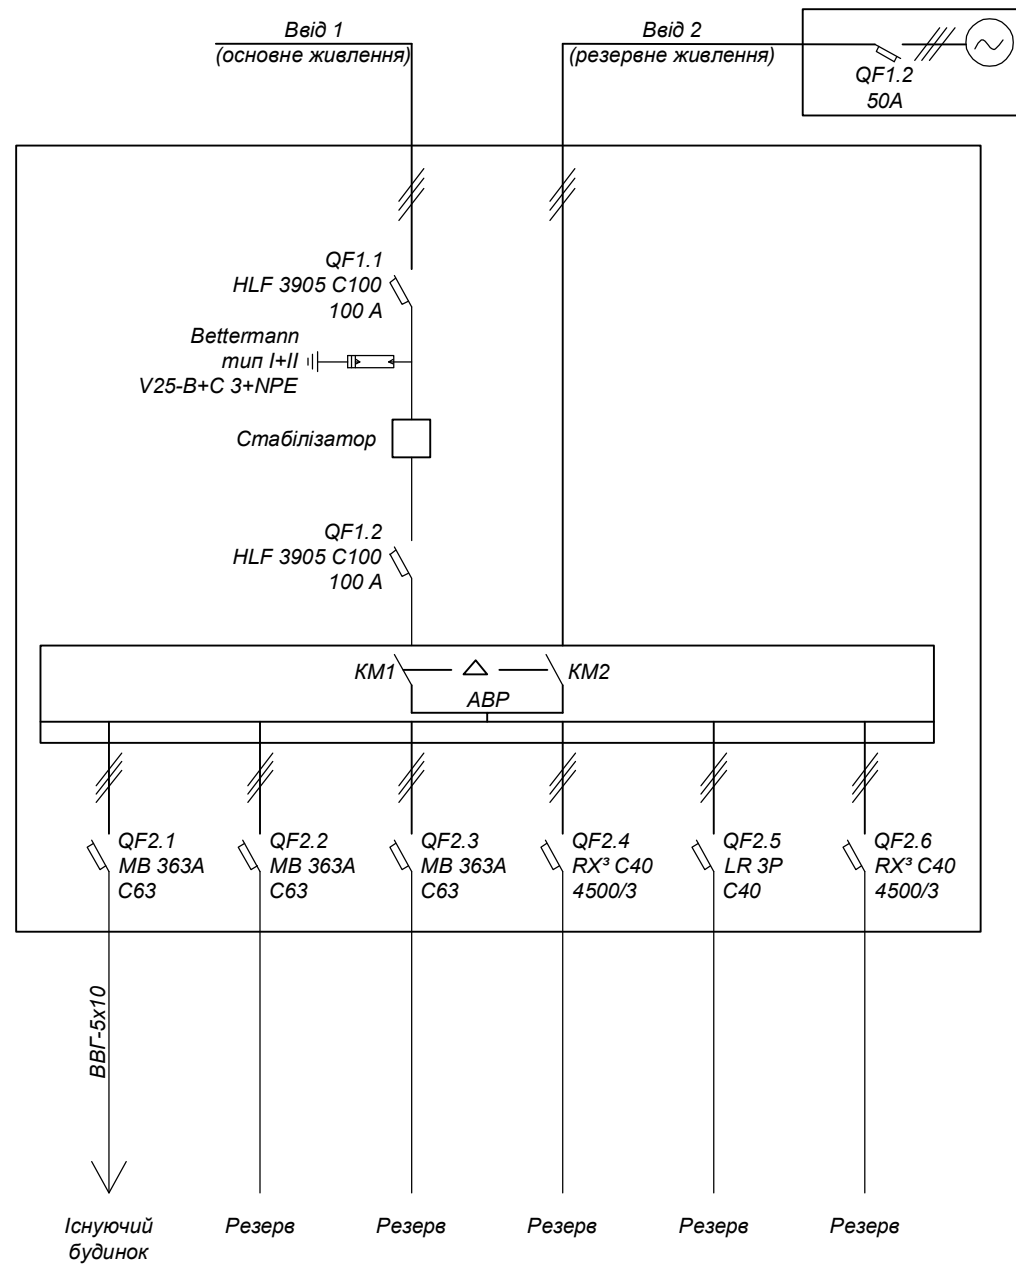 Ввід 1
(основне живлення)
Ввід 2
(резервне живлення)
QF1.2
50A
QF1.1
HLF 3905 C100
100 A
Bettermann
тип I+II
V25-B+C 3+NPE
Стабілізатор
QF1.2
HLF 3905 C100
100 A
КМ1
КМ2
АВР
QF2.1
MB 363A
C63
QF2.2
MB 363A
C63
QF2.3
MB 363A
C63
QF2.4
RX³ C40
4500/3
QF2.5
LR 3P
C40
QF2.6
RX³ C40
4500/3
ВВГ-5х10
Існуючий
будинок
Резерв
Резерв
Резерв
Резерв
Резерв